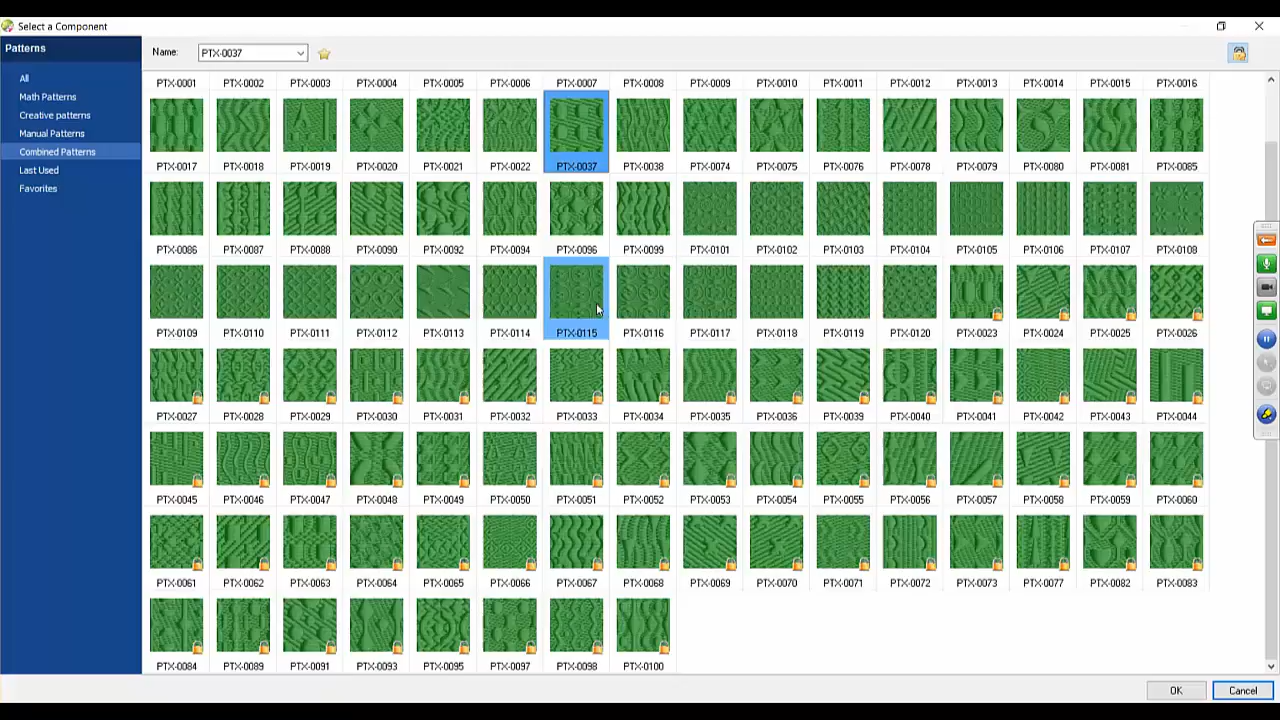 Select a Component
Patterns
Name: PTX-0037
All
Math Patterns
Creative patterns
Manual Patterns
Combined Patterns
Last Used
Favorites
PTX-0001 PTX-0002 PTX-0003 PTX-0004 PTX-0005 PTX-0006 PTX-0007 PTX-0008 PTX-0009 PTX-0010 PTX-0011 PTX-0012 PTX-0013 PTX-0014 PTX-0015 PTX-0016
PTX-0017 PTX-0018 PTX-0019 PTX-0020 PTX-0021 PTX-0022 PTX-0037 PTX-0038 PTX-0074 PTX-0075 PTX-0076 PTX-0078 PTX-0079 PTX-0080 PTX-0081 PTX-0085
PTX-0086 PTX-0087 PTX-0088 PTX-0090 PTX-0092 PTX-0094 PTX-0096 PTX-0099 PTX-0101 PTX-0102 PTX-0103 PTX-0104 PTX-0105 PTX-0106 PTX-0107 PTX-0108
PTX-0109 PTX-0110 PTX-0111 PTX-0112 PTX-0113 PTX-0114 PTX-0115 PTX-0116 PTX-0117 PTX-0118 PTX-0119 PTX-0120 PTX-0023 PTX-0024 PTX-0025 PTX-0026
PTX-0027 PTX-0028 PTX-0029 PTX-0030 PTX-0031 PTX-0032 PTX-0033 PTX-0034 PTX-0035 PTX-0036 PTX-0039 PTX-0040 PTX-0041 PTX-0042 PTX-0043 PTX-0044
PTX-0045 PTX-0046 PTX-0047 PTX-0048 PTX-0049 PTX-0050 PTX-0051 PTX-0052 PTX-0053 PTX-0054 PTX-0055 PTX-0056 PTX-0057 PTX-0058 PTX-0059 PTX-0060
PTX-0061 PTX-0062 PTX-0063 PTX-0064 PTX-0065 PTX-0066 PTX-0067 PTX-0068 PTX-0069 PTX-0070 PTX-0071 PTX-0072 PTX-0073 PTX-0077 PTX-0082 PTX-0083
PTX-0084 PTX-0089 PTX-0091 PTX-0093 PTX-0095 PTX-0097 PTX-0098 PTX-0100
OK Cancel